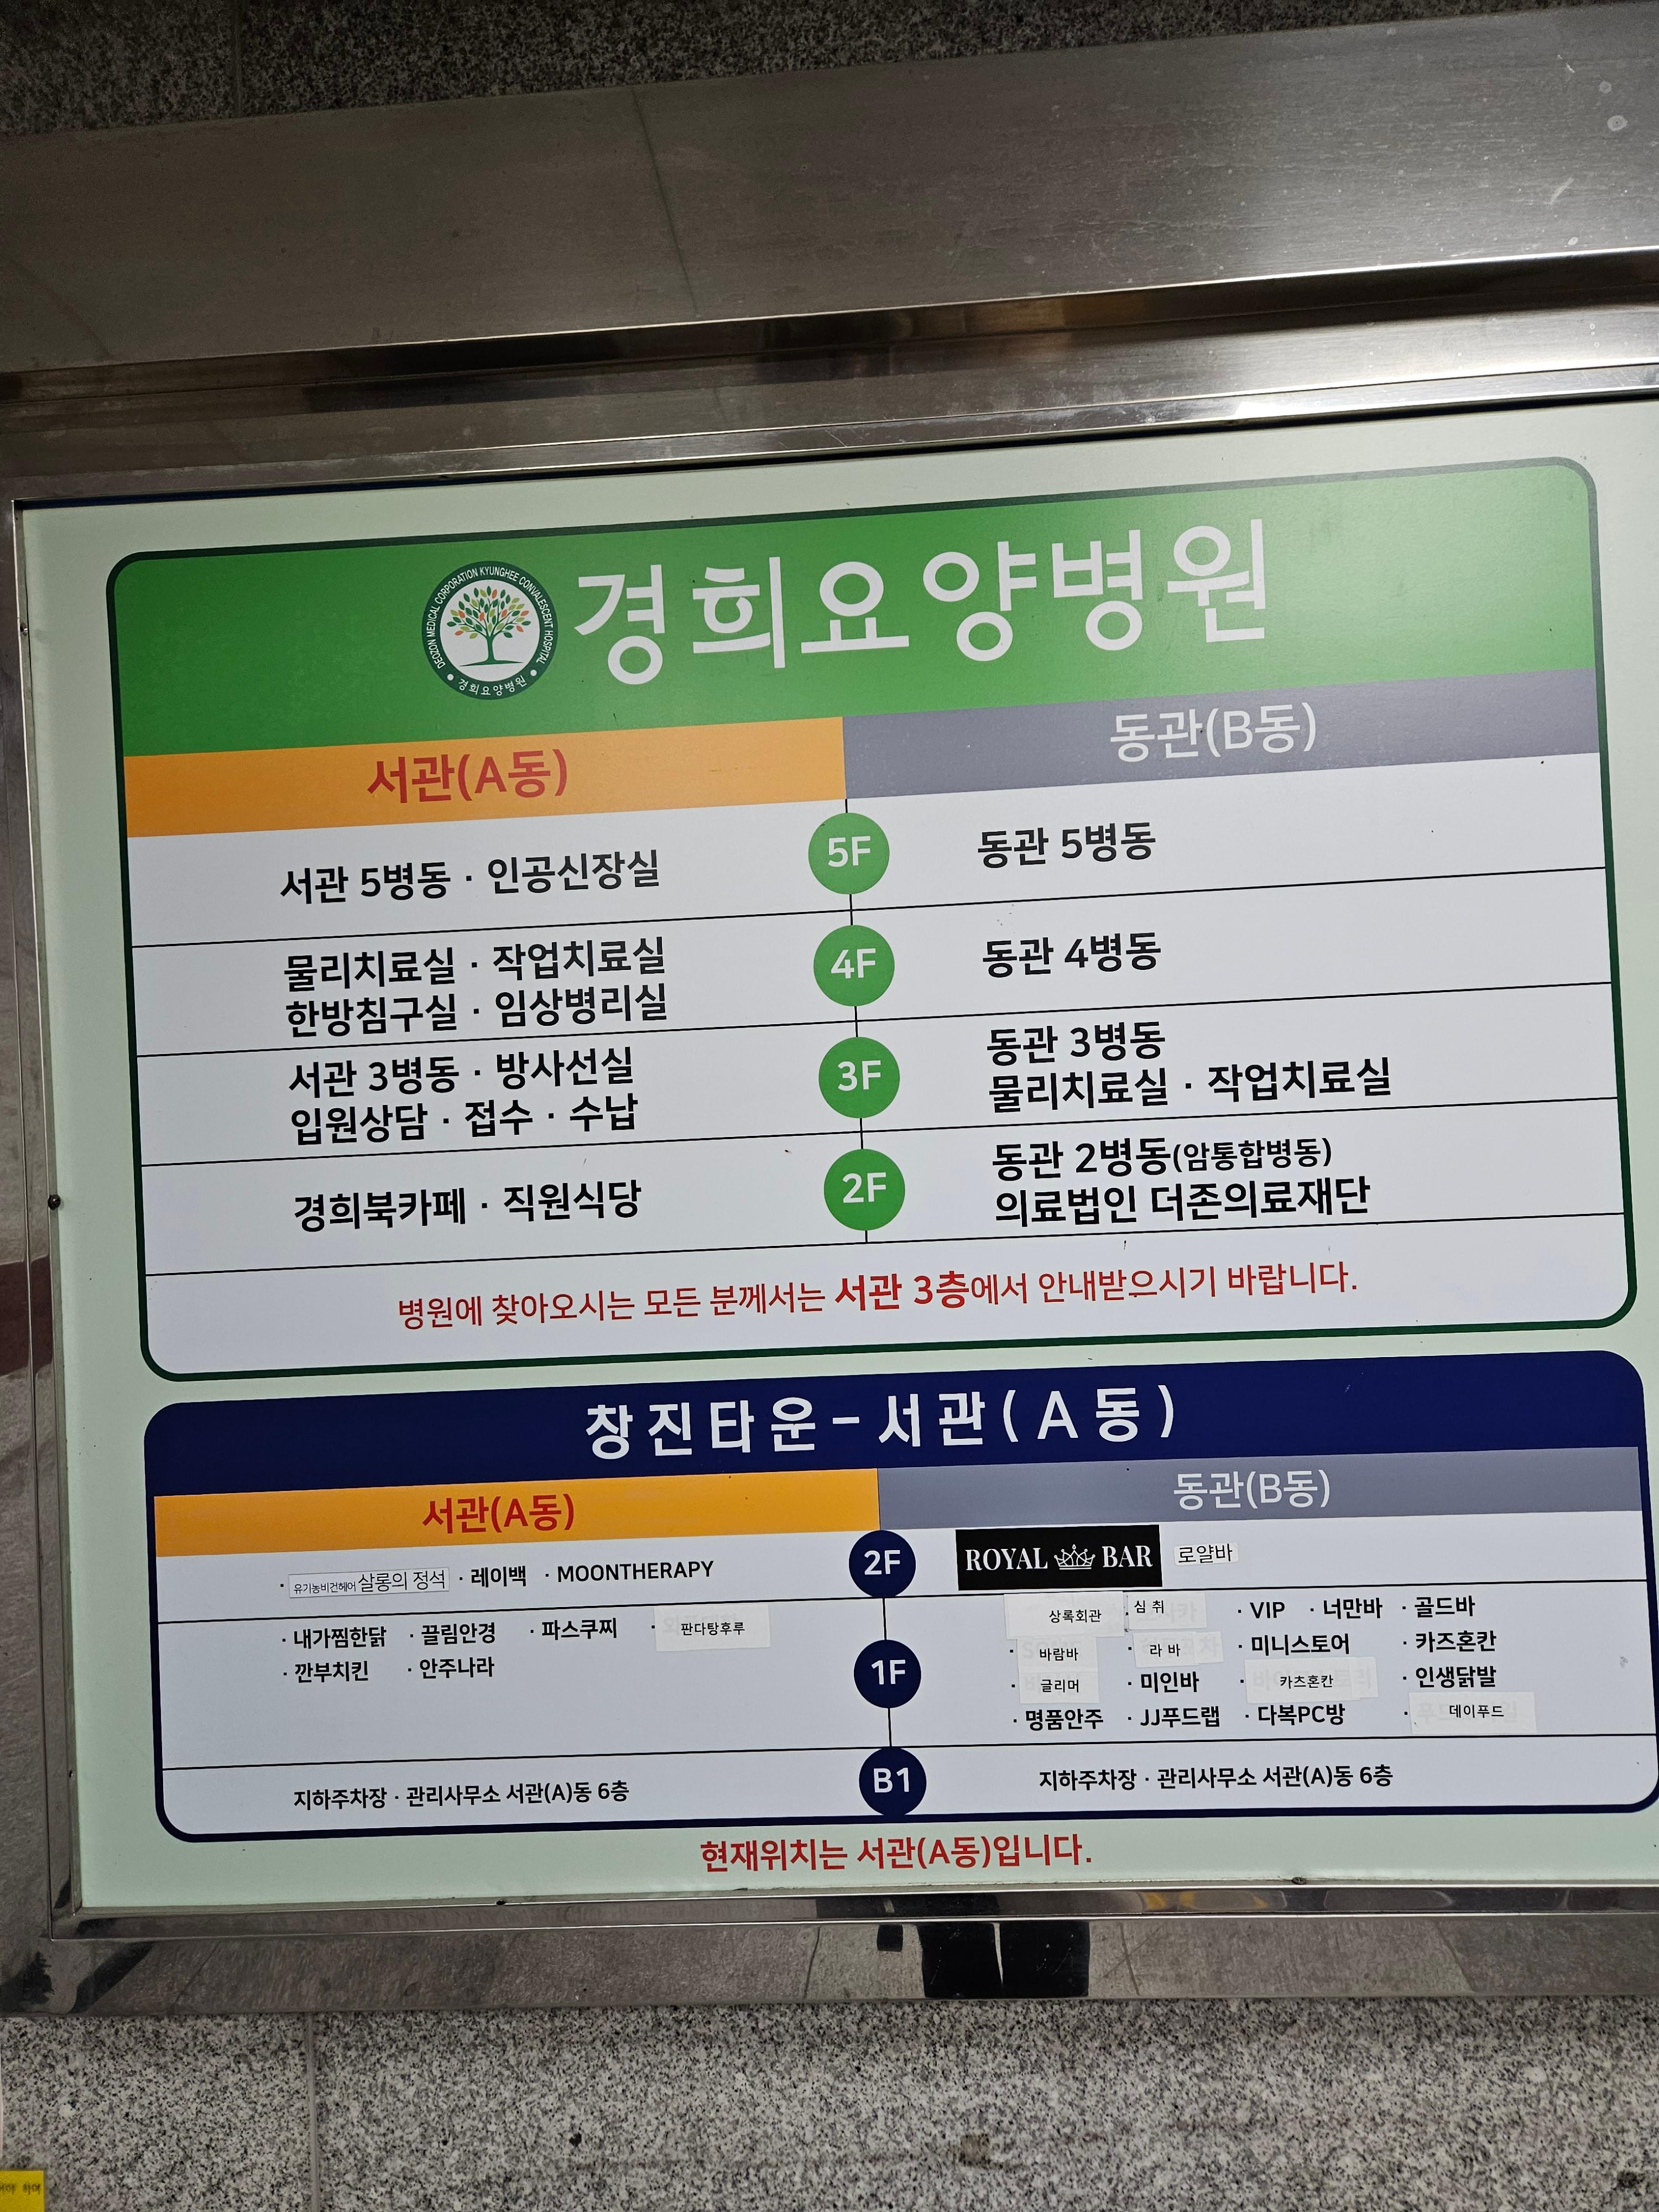 DEOZON MEDICAL CORPORATION KYUNGHEE CONVALESCENT HOSPITAL
경희요양병원
경희요양병원
서관(A동) 동관(B동)
서관 5병동 · 인공신장실 5F 동관 5병동
물리치료실 · 작업치료실
한방침구실 · 임상병리실
4F 동관 4병동
서관 3병동 · 방사선실
입원상담 · 접수 · 수납
3F
동관 3병동
물리치료실 · 작업치료실
경희북카페 · 직원식당 2F
동관 2병동(암통합병동)
의료법인 더존의료재단
병원에 찾아오시는 모든 분께서는 서관 3층에서 안내받으시기 바랍니다.
창진타운-서관(A동)
서관(A동) 동관(B동)
· 유기농비건헤어 살롱의 정석 · 레이백 · MOONTHERAPY 2F ROYAL BAR 로얄바
· 내가찜한닭 · 끌림안경 · 파스쿠찌 · 판다탕후루
· 깐부치킨 · 안주나라
1F
상록회관 · 심 취 · VIP · 너만바 · 골드바
· 바람바 · 라 바 · 미니스토어 · 카즈혼칸
· 글리머 · 미인바 · 카츠혼칸 · 인생닭발
· 명품안주 · JJ푸드랩 · 다복PC방 · 데이푸드
지하주차장 · 관리사무소 서관(A)동 6층 B1 지하주차장 · 관리사무소 서관(A)동 6층
현재위치는 서관(A동)입니다.